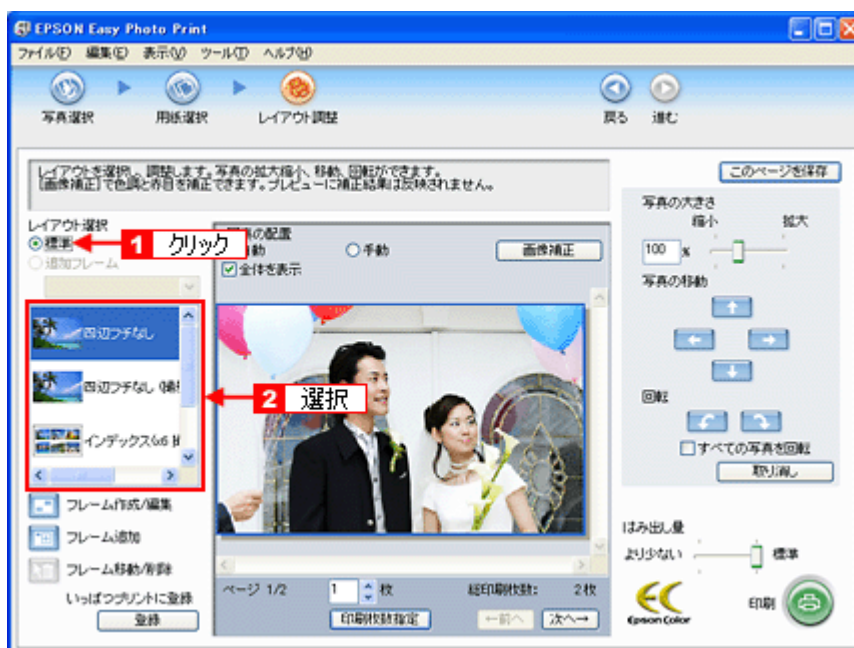 EPSON Easy Photo Print
ファイル(F) 編集(E) 表示(V) ツール(T) ヘルプ(H)
写真選択 用紙選択 レイアウト調整 戻る 進む
レイアウトを選択し、調整します。写真の拡大縮小、移動、回転ができます。
[画像補正]で色調と赤目を補正できます。プレビューに補正結果は反映されません。
このページを保存
レイアウト選択
標準
1 クリック
追加フレーム
の配置
動 手動 画像補正
全体を表示
四辺フチなし
四辺フチなし
2 選択
インデックス
フレーム作成/編集
フレーム追加
フレーム移動/削除
いっぱつプリントに登録
登録
ページ 1/2 1 枚 総印刷枚数: 2枚
印刷枚数指定 ←前へ 次へ→
写真の大きさ
縮小 拡大
100 %
写真の移動
回転
すべての写真を回転
取り消し
はみ出し量
より少ない 標準
Epson Color
印刷